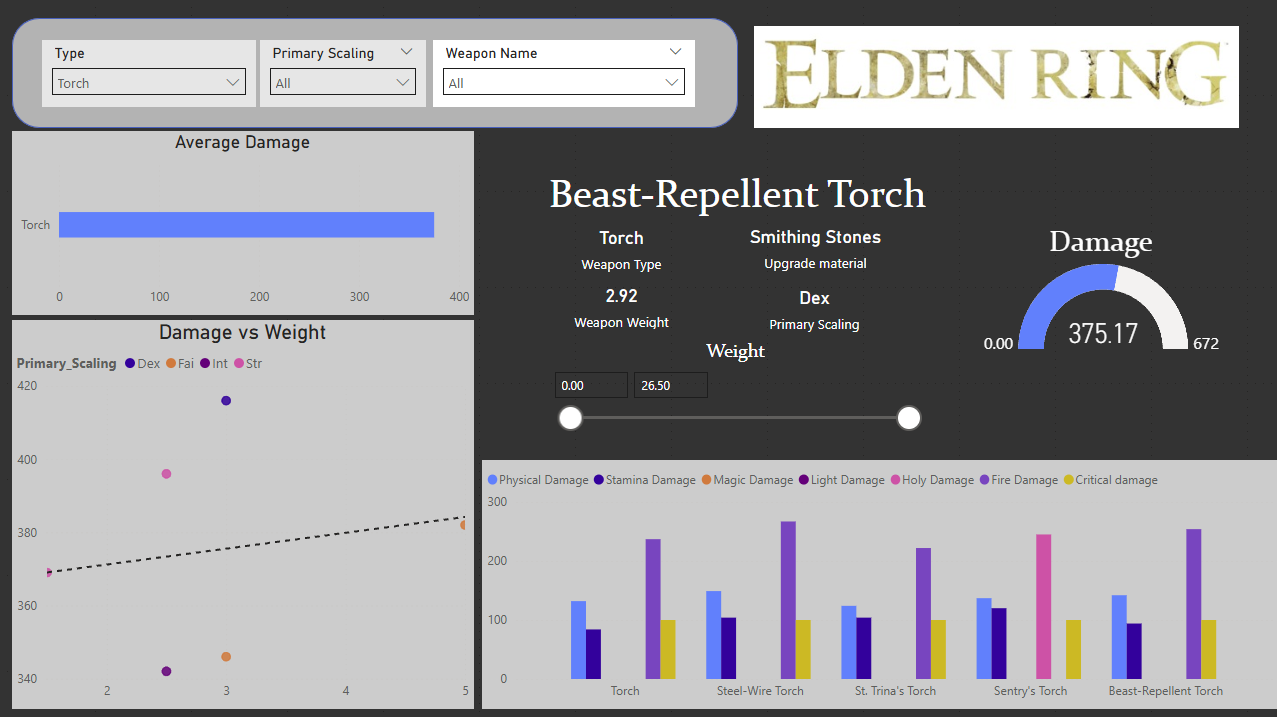 Type
Torch
Primary Scaling
All
Weapon Name
All
ELDEN RING
Average Damage
Torch
0 100 200 300 400
Damage vs Weight
Primary_Scaling Dex Fai Int Str
420
400
380
360
340
2 3 4 5
Beast-Repellent Torch
Torch
Weapon Type
Smithing Stones
Upgrade material
2.92
Weapon Weight
Dex
Primary Scaling
Weight
0.00 26.50
Damage
375.17
0.00 672
Physical Damage Stamina Damage Magic Damage Light Damage Holy Damage Fire Damage Critical damage
300
200
100
0
Torch Steel-Wire Torch St. Trina's Torch Sentry's Torch Beast-Repellent Torch